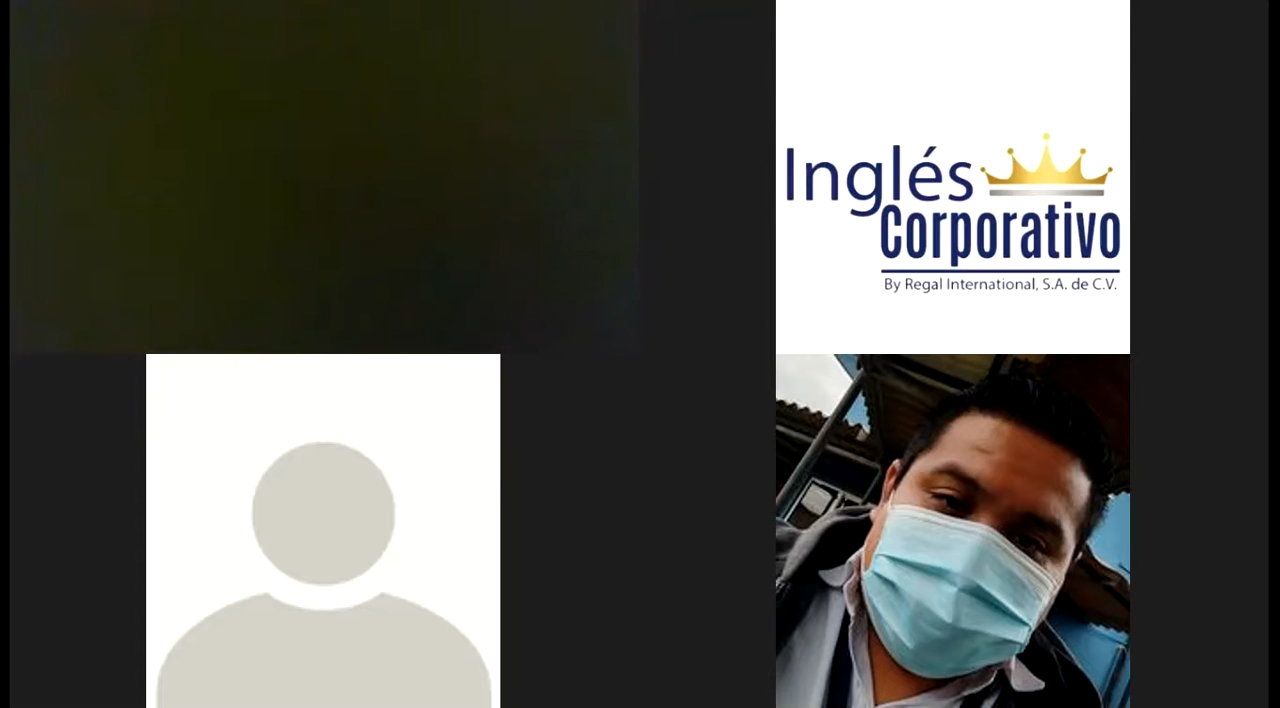 Inglés
Corporativo
By Regal International, S.A. de C.V.